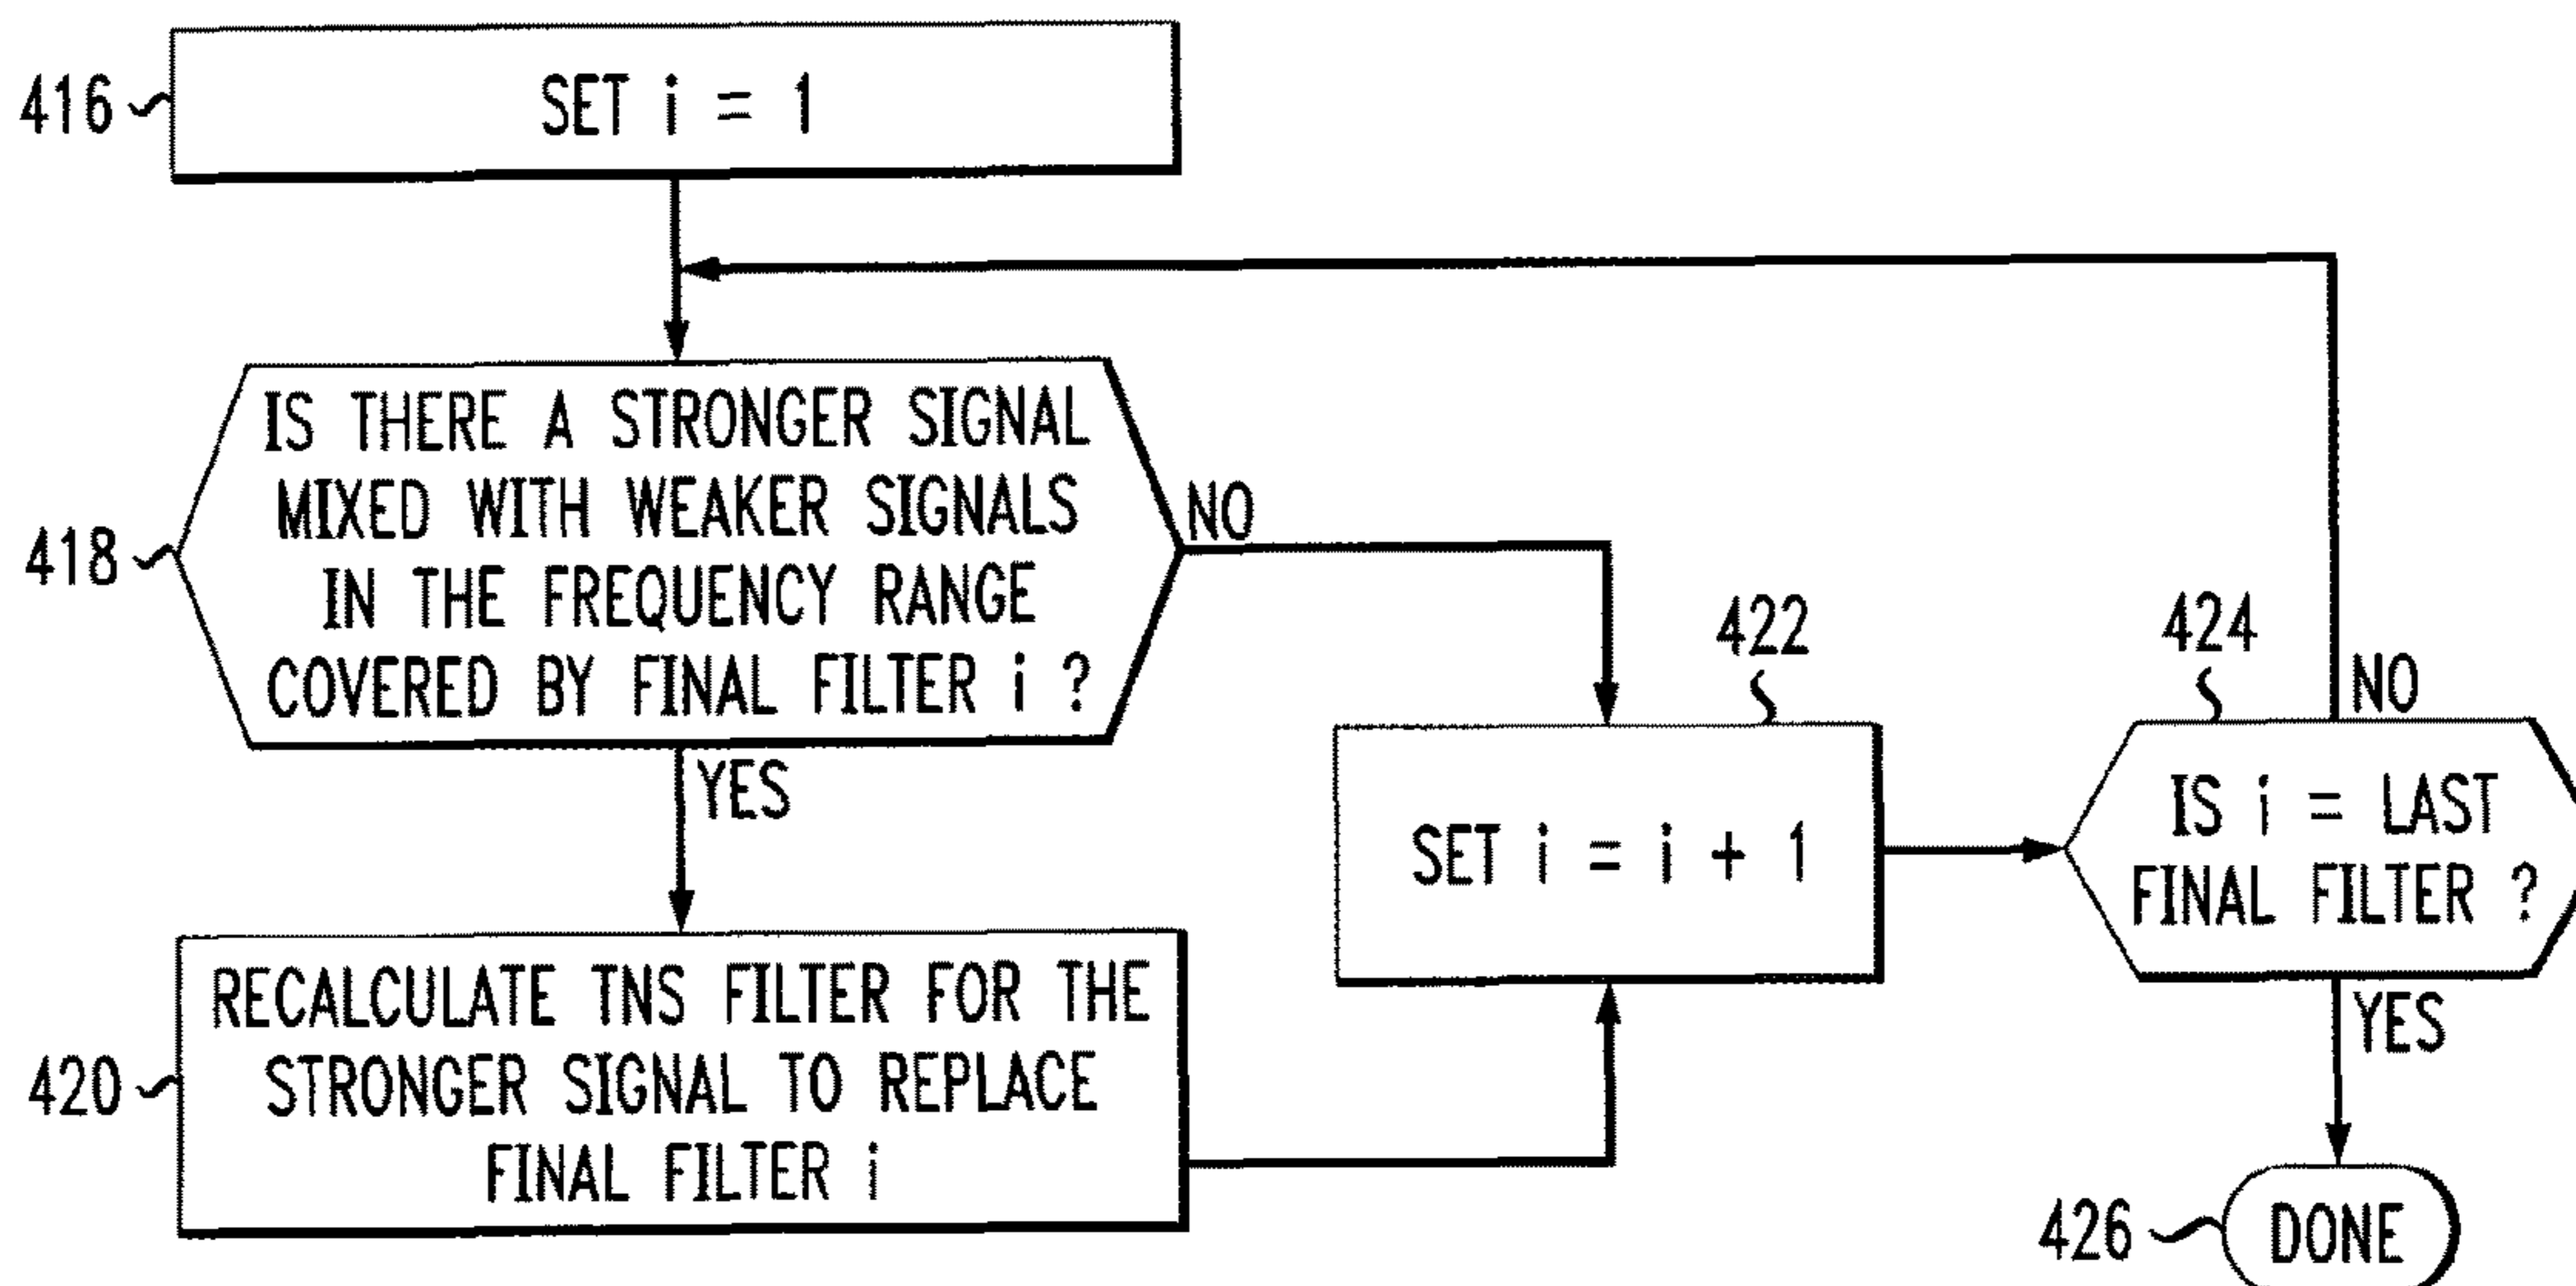 416
SET i = 1
418
IS THERE A STRONGER SIGNAL
MIXED WITH WEAKER SIGNALS
IN THE FREQUENCY RANGE
COVERED BY FINAL FILTER i ?
NO
YES
420
RECALCULATE TNS FILTER FOR THE
STRONGER SIGNAL TO REPLACE
FINAL FILTER i
422
SET i = i + 1
424
IS i = LAST
FINAL FILTER ?
NO
YES
426
DONE